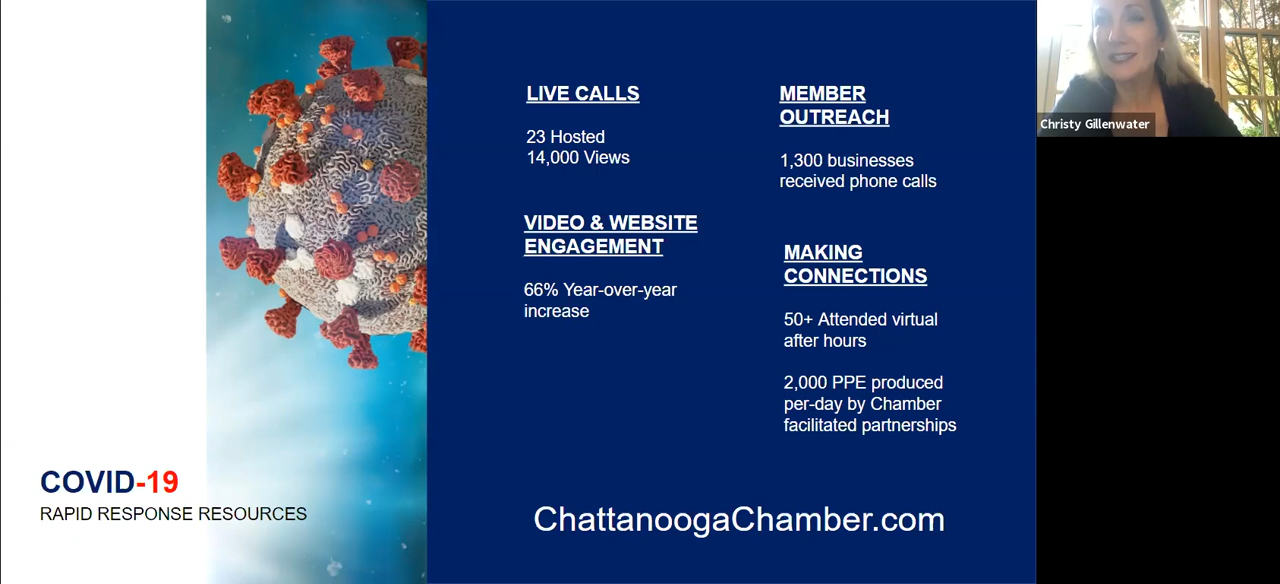 LIVE CALLS
23 Hosted
14,000 Views
VIDEO & WEBSITE
ENGAGEMENT
66% Year-over-year
increase
MEMBER
OUTREACH
1,300 businesses
received phone calls
MAKING
CONNECTIONS
50+ Attended virtual
after hours
2,000 PPE produced
per-day by Chamber
facilitated partnerships
Christy Gillenwater
COVID-19
RAPID RESPONSE RESOURCES
ChattanoogaChamber.com